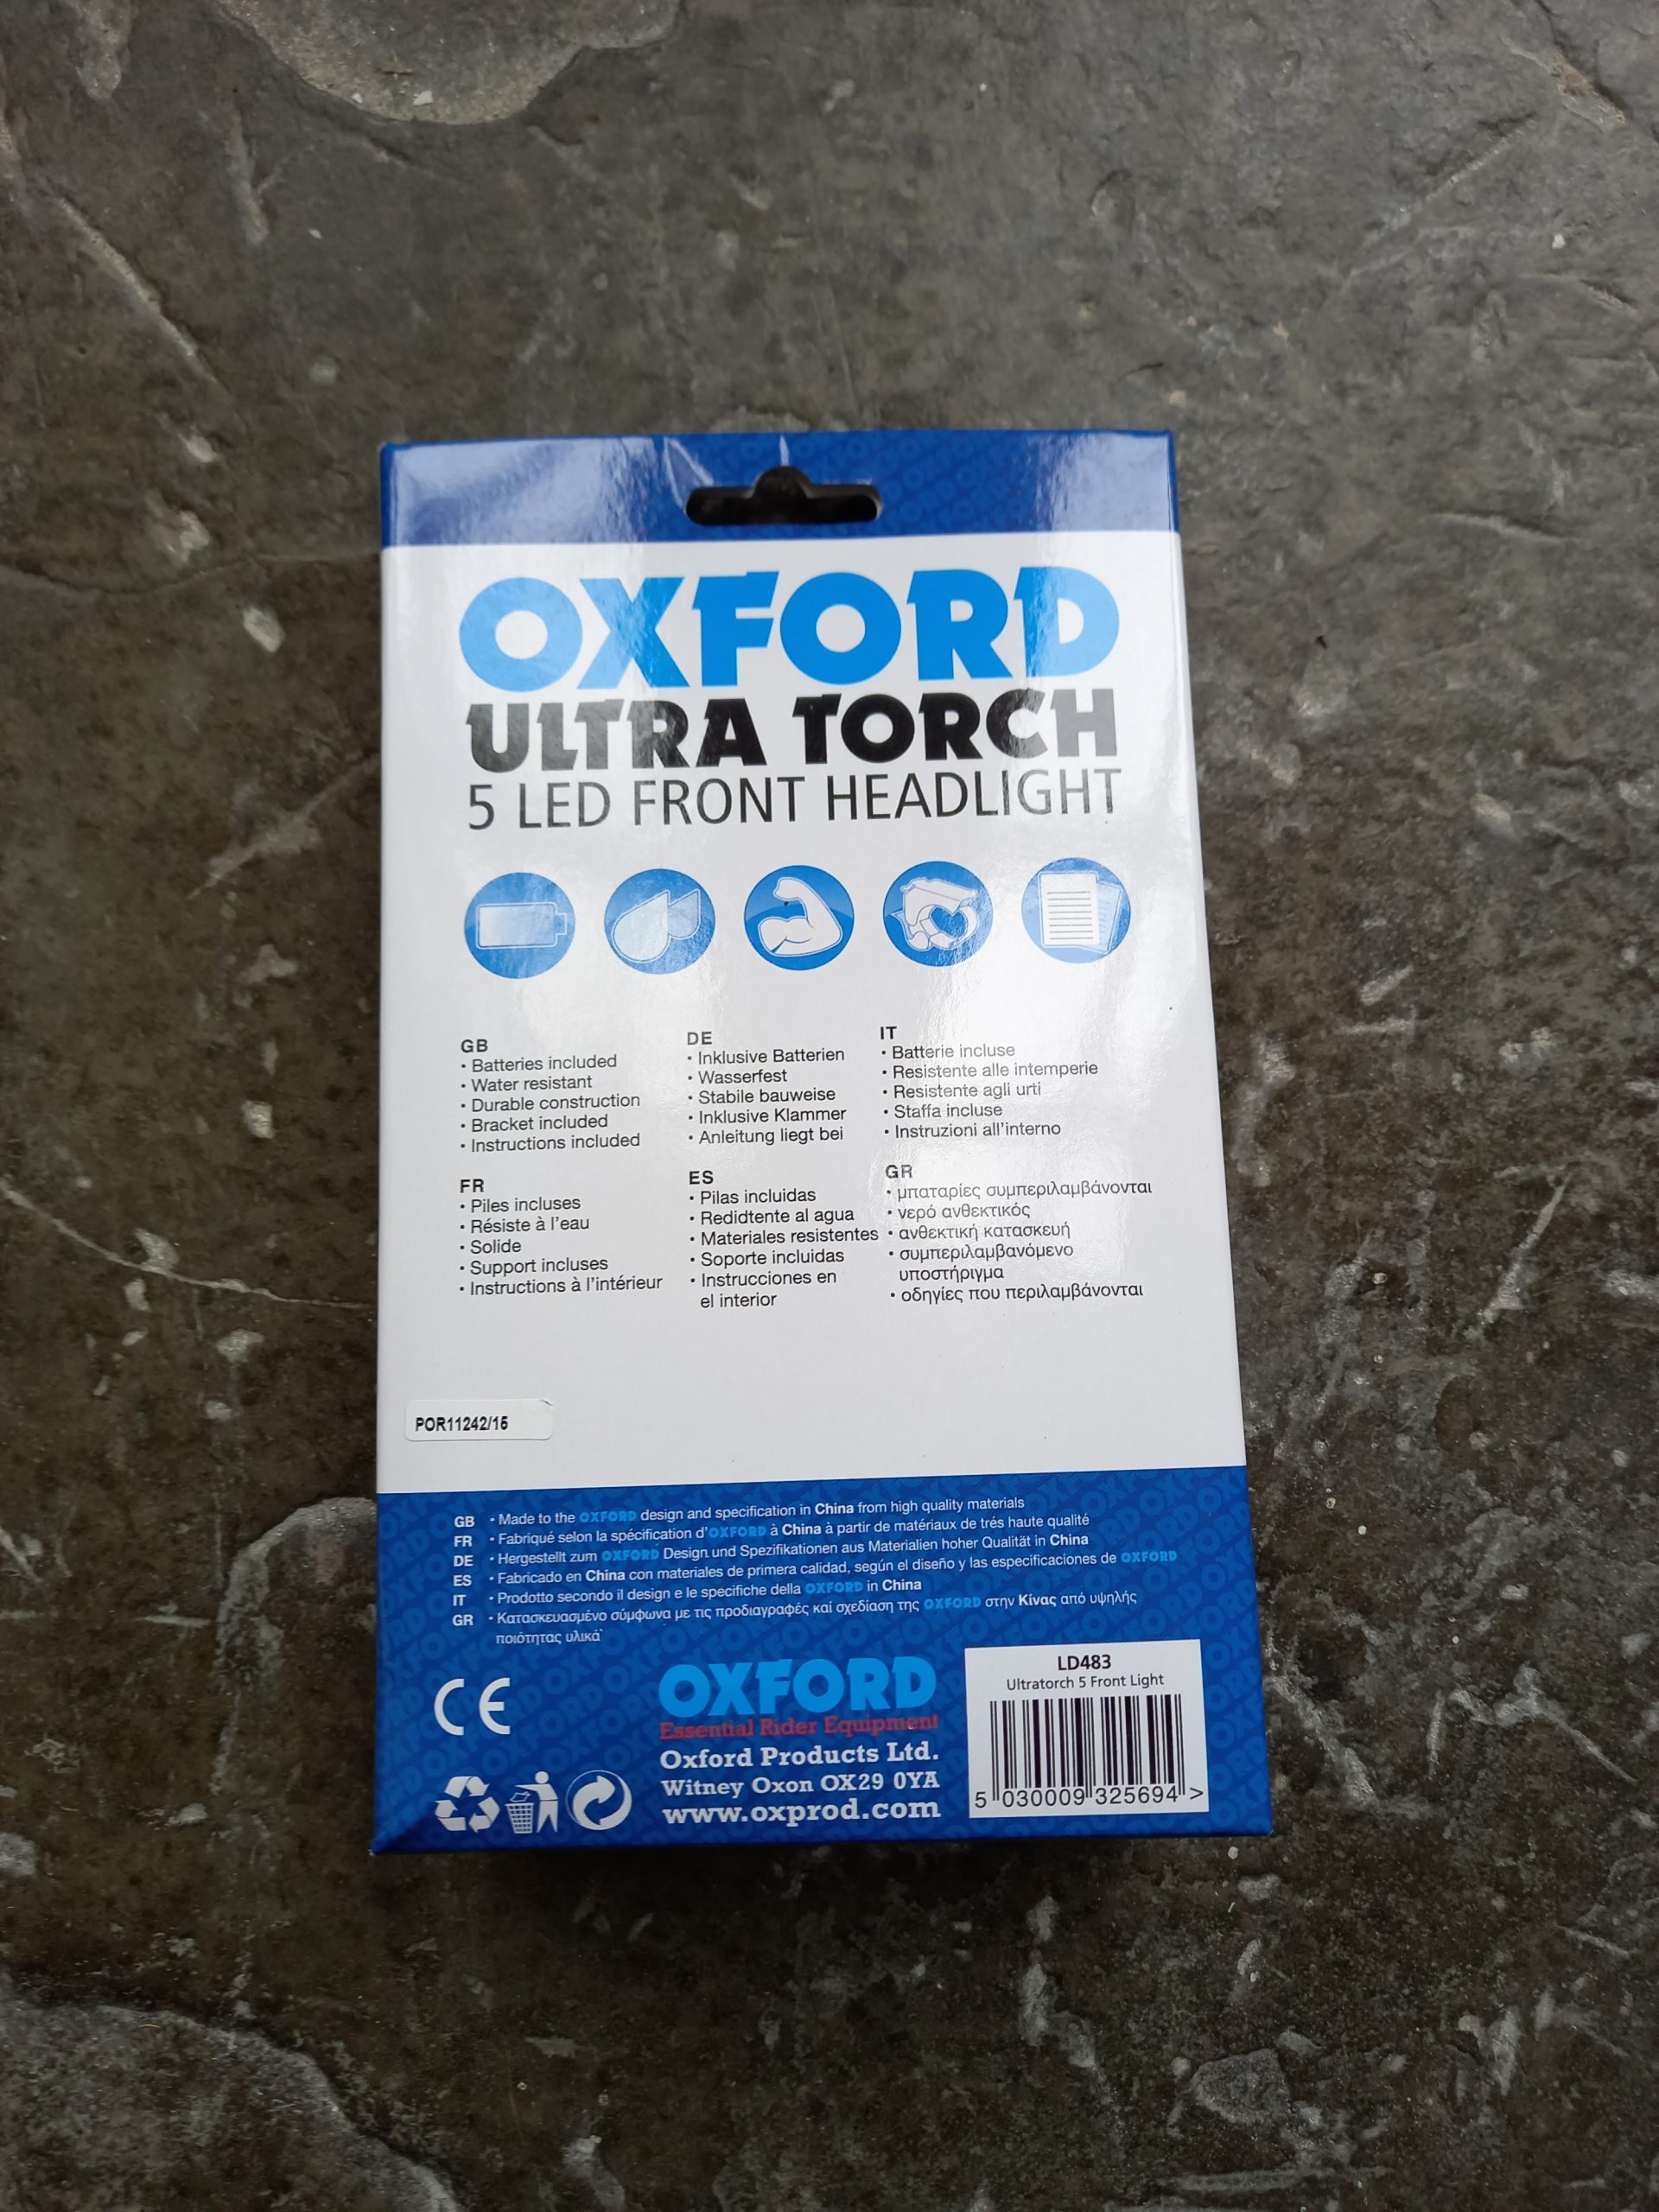 OXFORD
ULTRA TORCH
5 LED FRONT HEADLIGHT
GB
• Batteries included
• Water resistant
• Durable construction
• Bracket included
• Instructions included
DE
• Inklusive Batterien
• Wasserfest
• Stabile bauweise
• Inklusive Klammer
• Anleitung liegt bei
IT
• Batterie incluse
• Resistente alle intemperie
• Resistente agli urti
• Staffa incluse
• Instruzioni all'interno
FR
• Piles incluses
• Résiste à l'eau
• Solide
• Support incluses
• Instructions à l'intérieur
ES
• Pilas incluidas
• Redidtente al agua
• Materiales resistentes
• Soporte incluidas
• Instrucciones en
el interior
GR
• μπαταρίες συμπεριλαμβάνονται
• νερό ανθεκτικός
• ανθεκτική κατασκευή
• συμπεριλαμβανόμενο
υποστήριγμα
• οδηγίες που περιλαμβάνονται
POR11242/15
GB • Made to the OXFORD design and specification in China from high quality materials
FR • Fabriqué selon la spécification d'OXFORD à China à partir de matériaux de trés haute qualité
DE • Hergestellt zum OXFORD Design und Spezifikationen aus Materialien hoher Qualität in China
ES • Fabricado en China con materiales de primera calidad, según el diseño y las especificaciones de OXFORD
IT • Prodotto secondo il design e le specifiche della OXFORD in China
GR • Κατασκευασμένο σύμφωνα με τις προδιαγραφές καί σχεδίαση της OXFORD στην Κίνας από υψηλής
ποιότητας υλικά
CE
OXFORD
Essential Rider Equipment
Oxford Products Ltd.
Witney Oxon OX29 0YA
www.oxprod.com
LD483
Ultratorch 5 Front Light
5 030009 325694 >